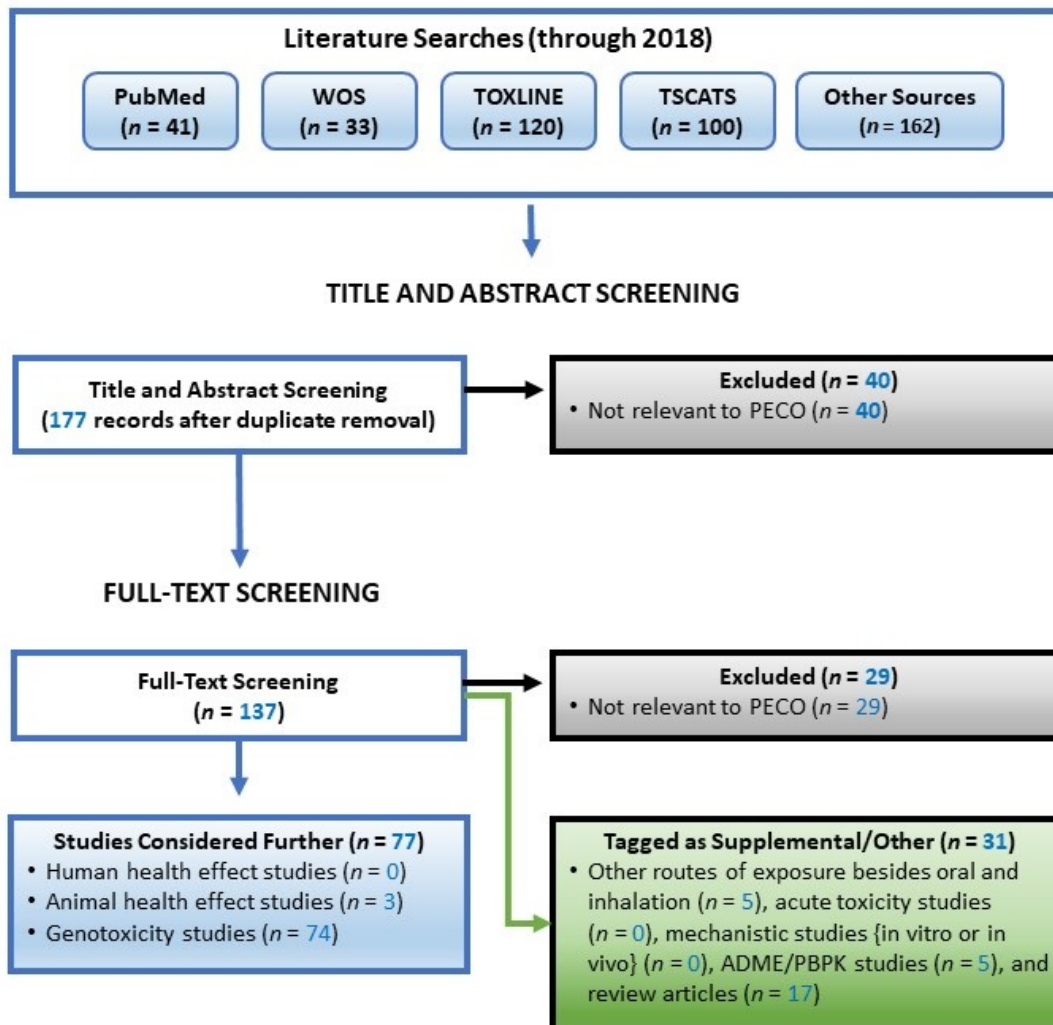 Literature Searches (through 2018)
PubMed
(n = 41)
WOS
(n = 33)
TOXLINE
(n = 120)
TSCATS
(n = 100)
Other Sources
(n = 162)
TITLE AND ABSTRACT SCREENING
Title and Abstract Screening
(177 records after duplicate removal)
Excluded (n = 40)
• Not relevant to PECO (n = 40)
FULL-TEXT SCREENING
Full-Text Screening
(n = 137)
Excluded (n = 29)
• Not relevant to PECO (n = 29)
Studies Considered Further (n = 77)
• Human health effect studies (n = 0)
• Animal health effect studies (n = 3)
• Genotoxicity studies (n = 74)
Tagged as Supplemental/Other (n = 31)
• Other routes of exposure besides oral and
inhalation (n = 5), acute toxicity studies
(n = 0), mechanistic studies {in vitro or in
vivo} (n = 0), ADME/PBPK studies (n = 5), and
review articles (n = 17)